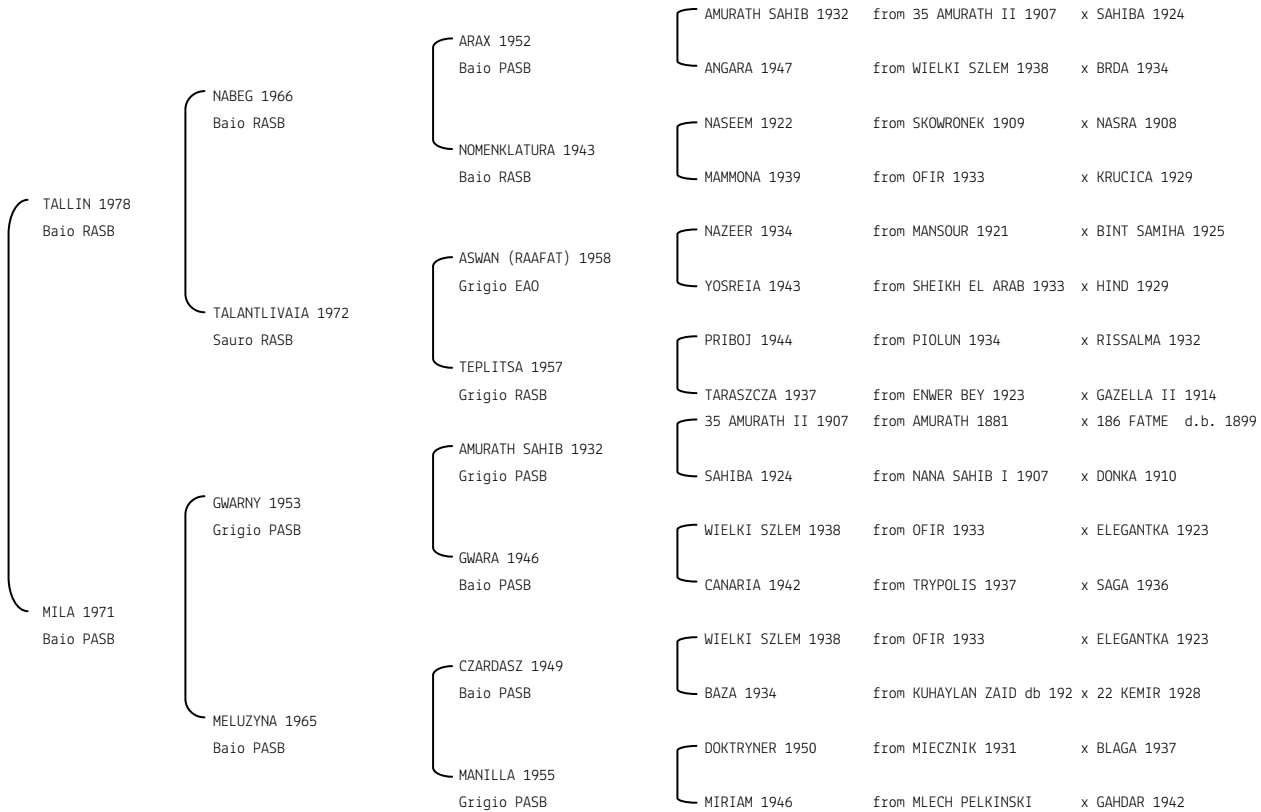 AMURATH SAHIB 1932 from 35 AMURATH II 1907 x SAHIBA 1924
ARAX 1952
Baio PASB
ANGARA 1947 from WIELKI SZLEM 1938 x BRDA 1934
NABEG 1966
Baio RASB
NASEEM 1922 from SKOWRONEK 1909 x NASRA 1908
NOMENKLATURA 1943
Baio RASB
MAMMONA 1939 from OFIR 1933 x KRUCICA 1929
TALLIN 1978
Baio RASB
NAZEER 1934 from MANSOUR 1921 x BINT SAMIHA 1925
ASWAN (RAAFAT) 1958
Grigio EAO
YOSREIA 1943 from SHEIKH EL ARAB 1933 x HIND 1929
TALANTLIVAIA 1972
Sauro RASB
PRIBOJ 1944 from PIOLUN 1934 x RISSALMA 1932
TEPLITSA 1957
Grigio RASB
TARASZCZA 1937 from ENWER BEY 1923 x GAZELLA II 1914
35 AMURATH II 1907 from AMURATH 1881 x 186 FATME d.b. 1899
AMURATH SAHIB 1932
Grigio PASB
SAHIBA 1924 from NANA SAHIB I 1907 x DONKA 1910
GWARNY 1953
Grigio PASB
WIELKI SZLEM 1938 from OFIR 1933 x ELEGANTKA 1923
GWARA 1946
Baio PASB
CANARIA 1942 from TRYPOLIS 1937 x SAGA 1936
MILA 1971
Baio PASB
WIELKI SZLEM 1938 from OFIR 1933 x ELEGANTKA 1923
CZARDASZ 1949
Baio PASB
BAZA 1934 from KUHAYLAN ZAID db 192 x 22 KEMIR 1928
MELUZYNA 1965
Baio PASB
DOKTRYNER 1950 from MIECZNIK 1931 x BLAGA 1937
MANILLA 1955
Grigio PASB
MIRIAM 1946 from MLECH PELKINSKI x GAHDAR 1942